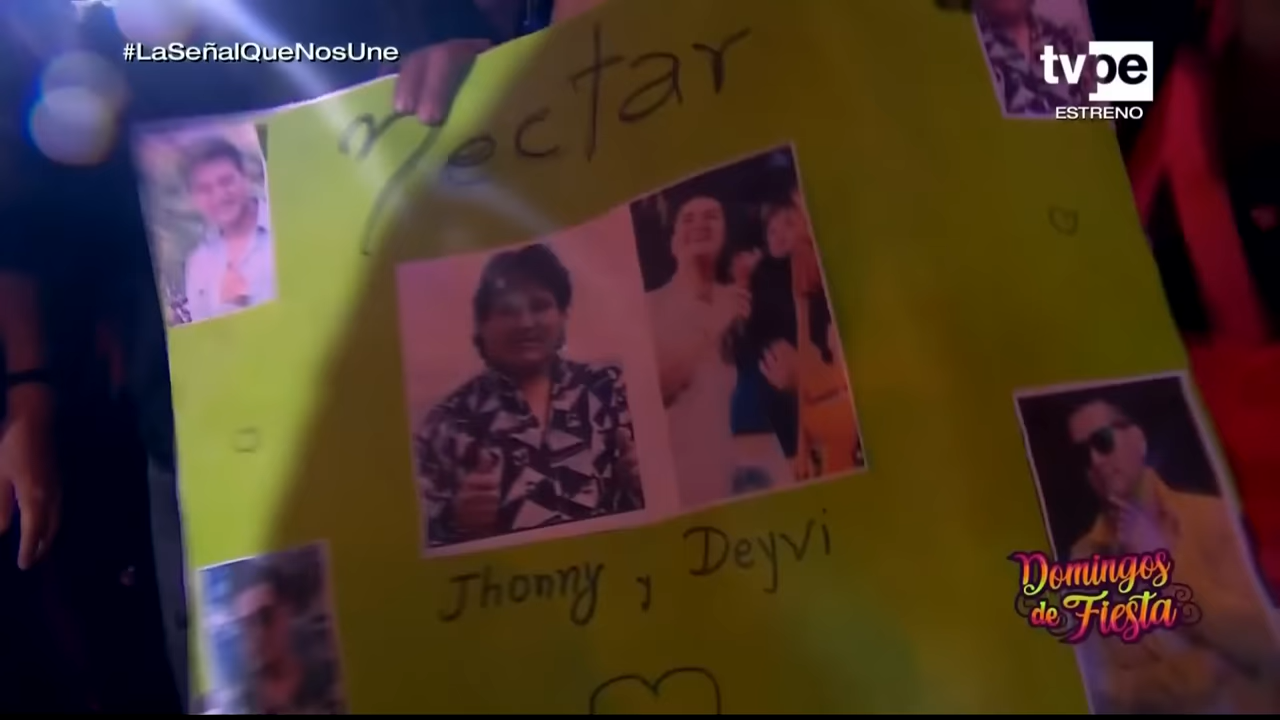 #LaSeñalQueNosUne
tvpe
ESTRENO
nectar
Jhonny y Deyvi
Domingos
de Fiesta